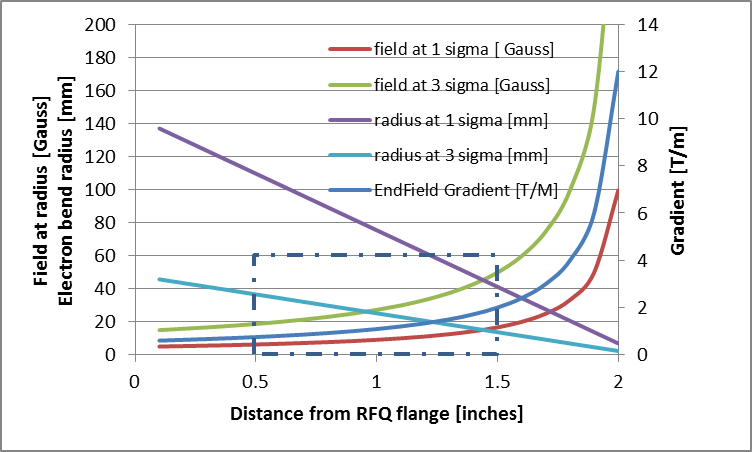 200
180
160
140
120
100
80
60
40
20
0
Field at radius [Gauss]
Electron bend radius [mm]
field at 1 sigma [ Gauss]
field at 3 sigma [Gauss]
radius at 1 sigma [mm]
radius at 3 sigma [mm]
EndField Gradient [T/M]
14
12
10
8
6
4
2
0
Gradient [T/m]
0 0.5 1 1.5 2
Distance from RFQ flange [inches]